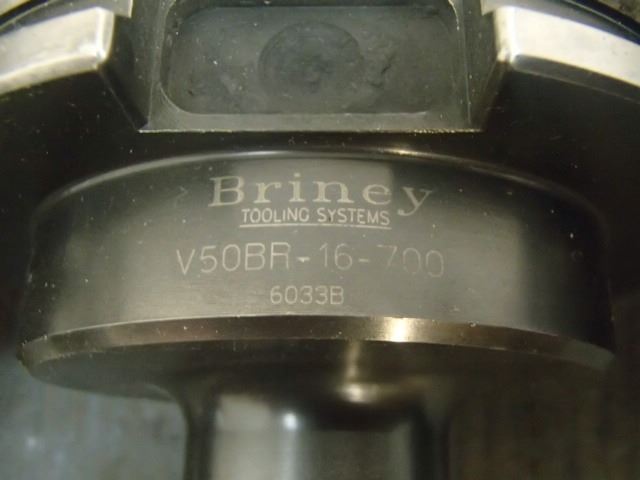 Briney
TOOLING SYSTEMS
V50BR-16-700
6033B